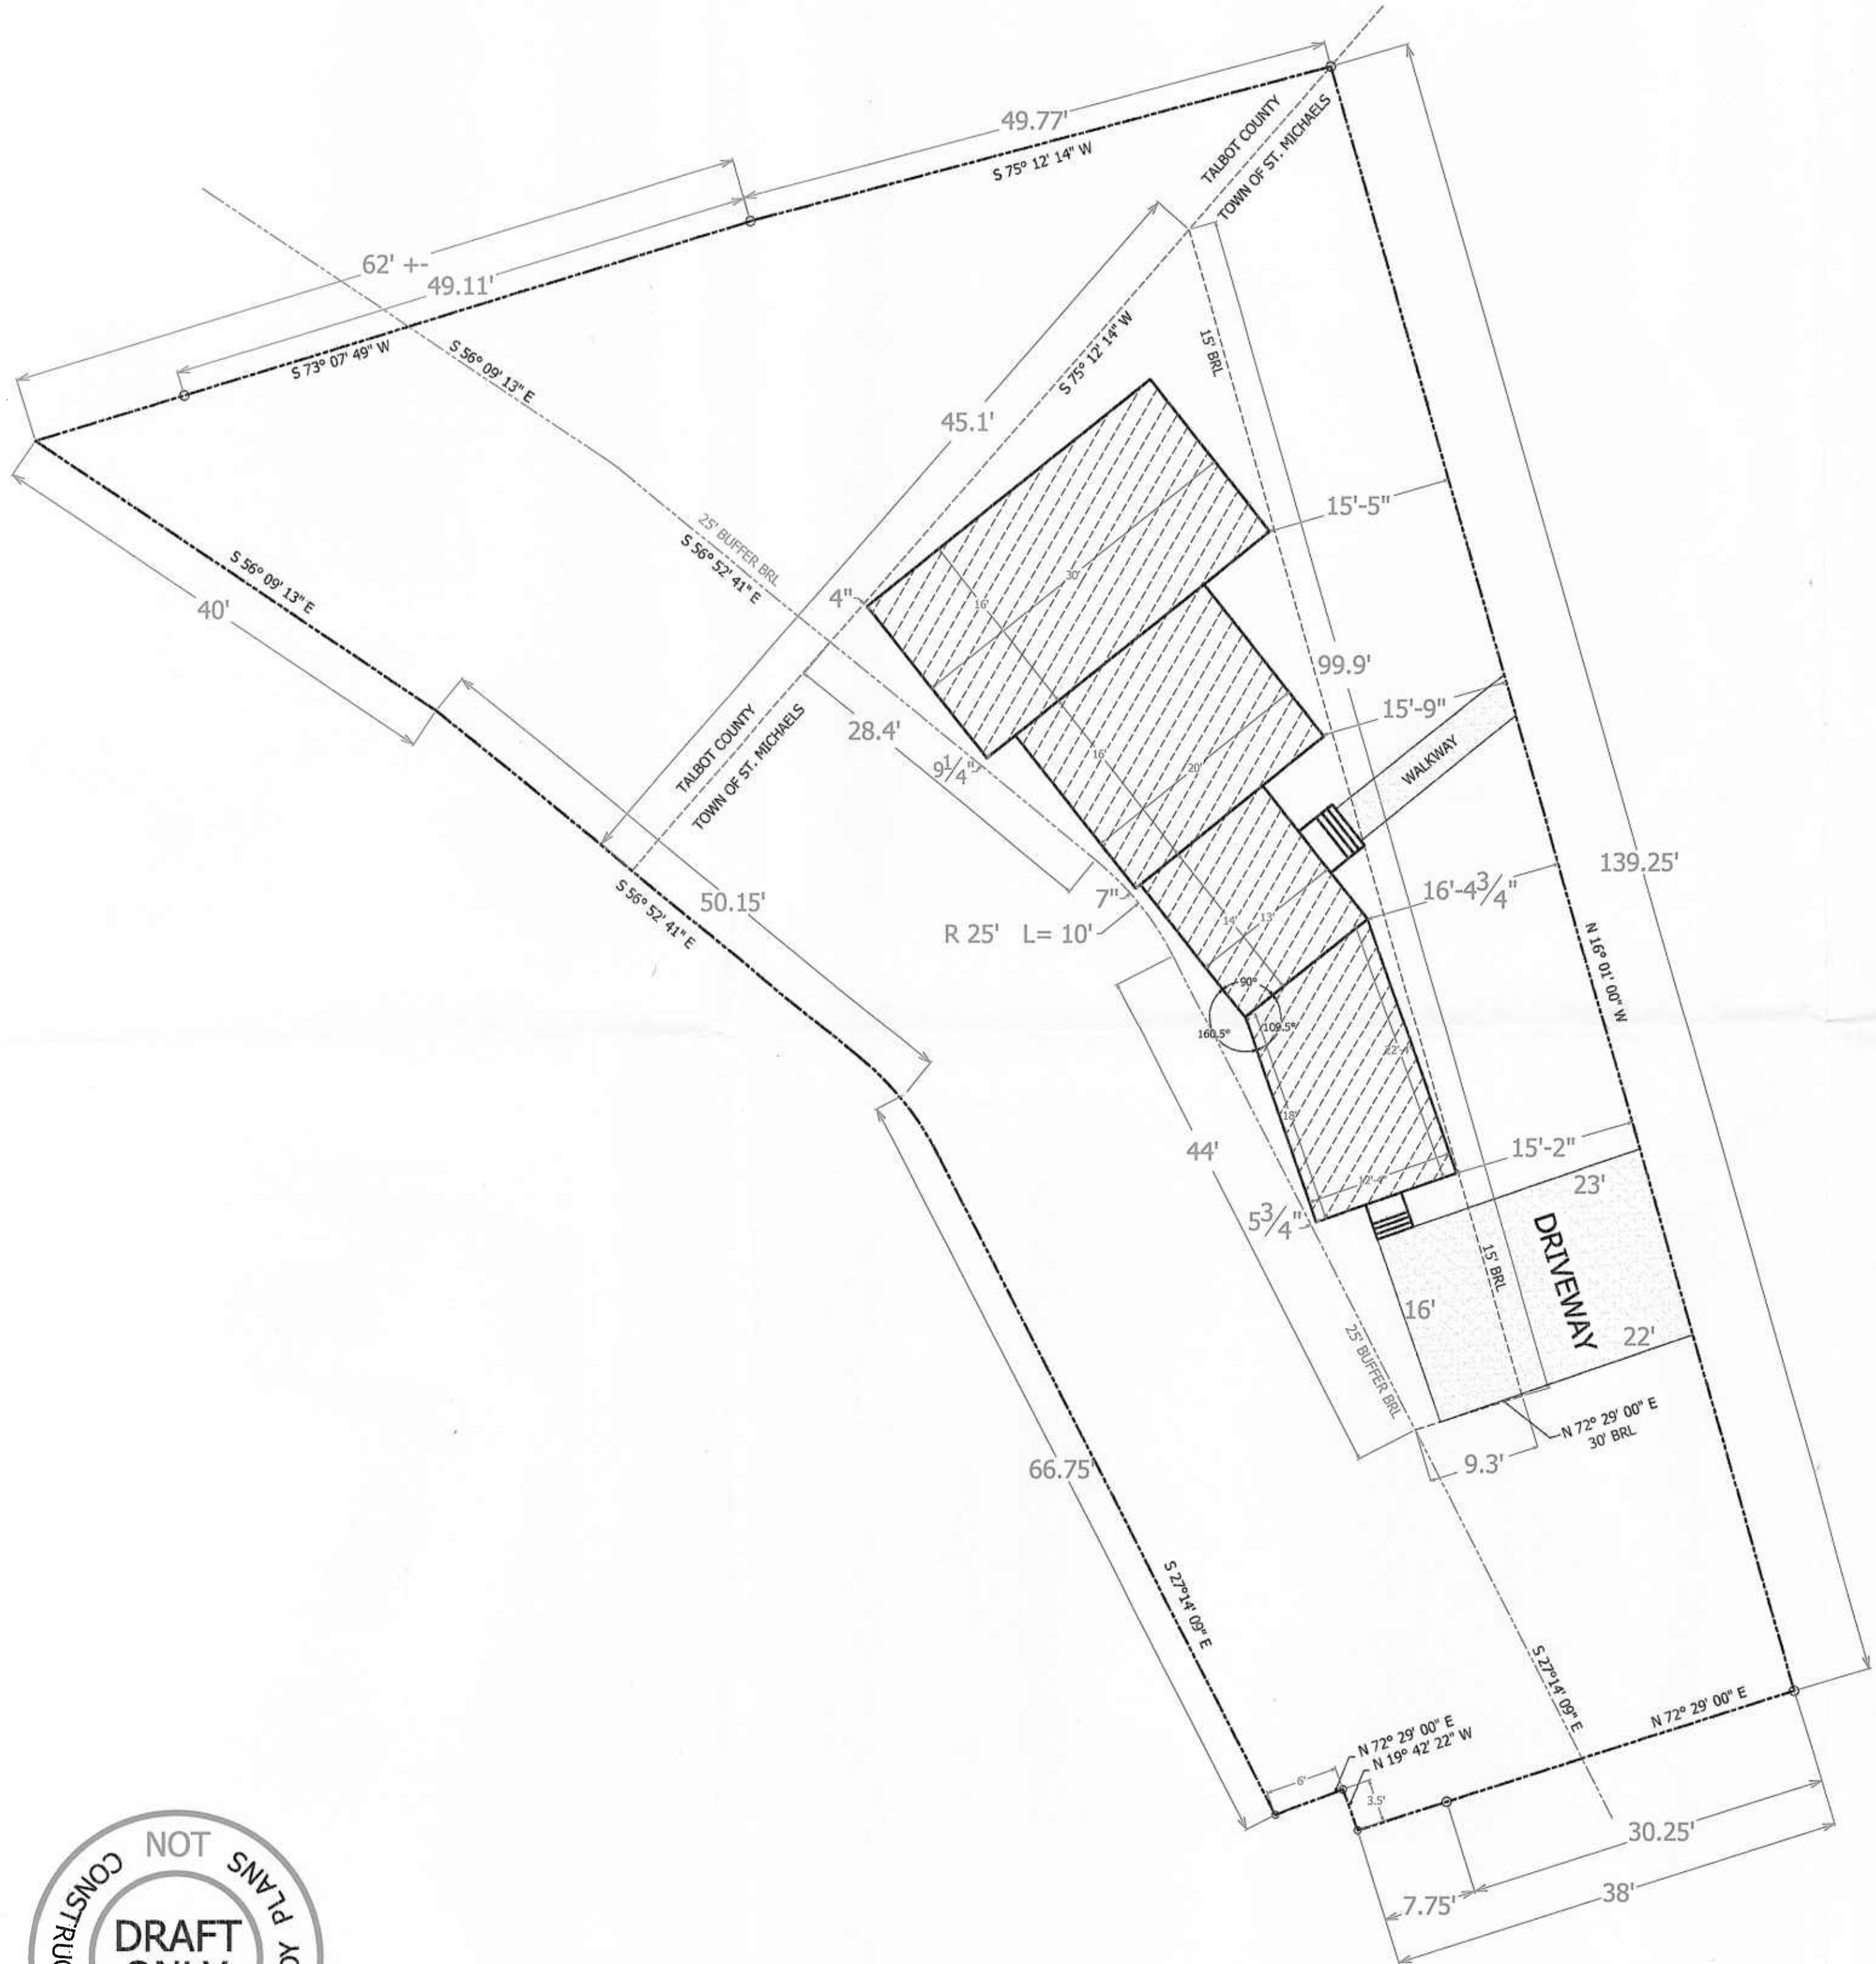 49.77'
S 75° 12' 14" W
TALBOT COUNTY
TOWN OF ST. MICHAELS
62' +-
49.11'
S 73° 07' 49" W
S 56° 09' 13" E
15' BRL
S 75° 12' 14" W
45.1'
15'-5"
25' BUFFER BRL
S 56° 52' 41" E
30'
16'
4"
S 56° 09' 13" E
40'
99.9'
15'-9"
28.4'
TALBOT COUNTY
TOWN OF ST. MICHAELS
9 1/4"
16'
20'
WALKWAY
139.25'
16'-4 3/4"
7"
R 25' L= 10'
14'
13'
50.15'
S 56° 52' 41" E
N 16° 01' 00" W
90°
160.5°
109.5°
22'-4"
18'
44'
15'-2"
12'-4"
23'
5 3/4"
DRIVEWAY
15' BRL
16'
22'
25' BUFFER BRL
N 72° 29' 00" E
30' BRL
9.3'
66.75'
S 27°14' 09" E
S 27°14' 09" E
N 72° 29' 00" E
N 72° 29' 00" E
N 19° 42' 22" W
6'
3.5'
30.25'
7.75'
38'
NOT
PLANS
DRAFT
ONLY